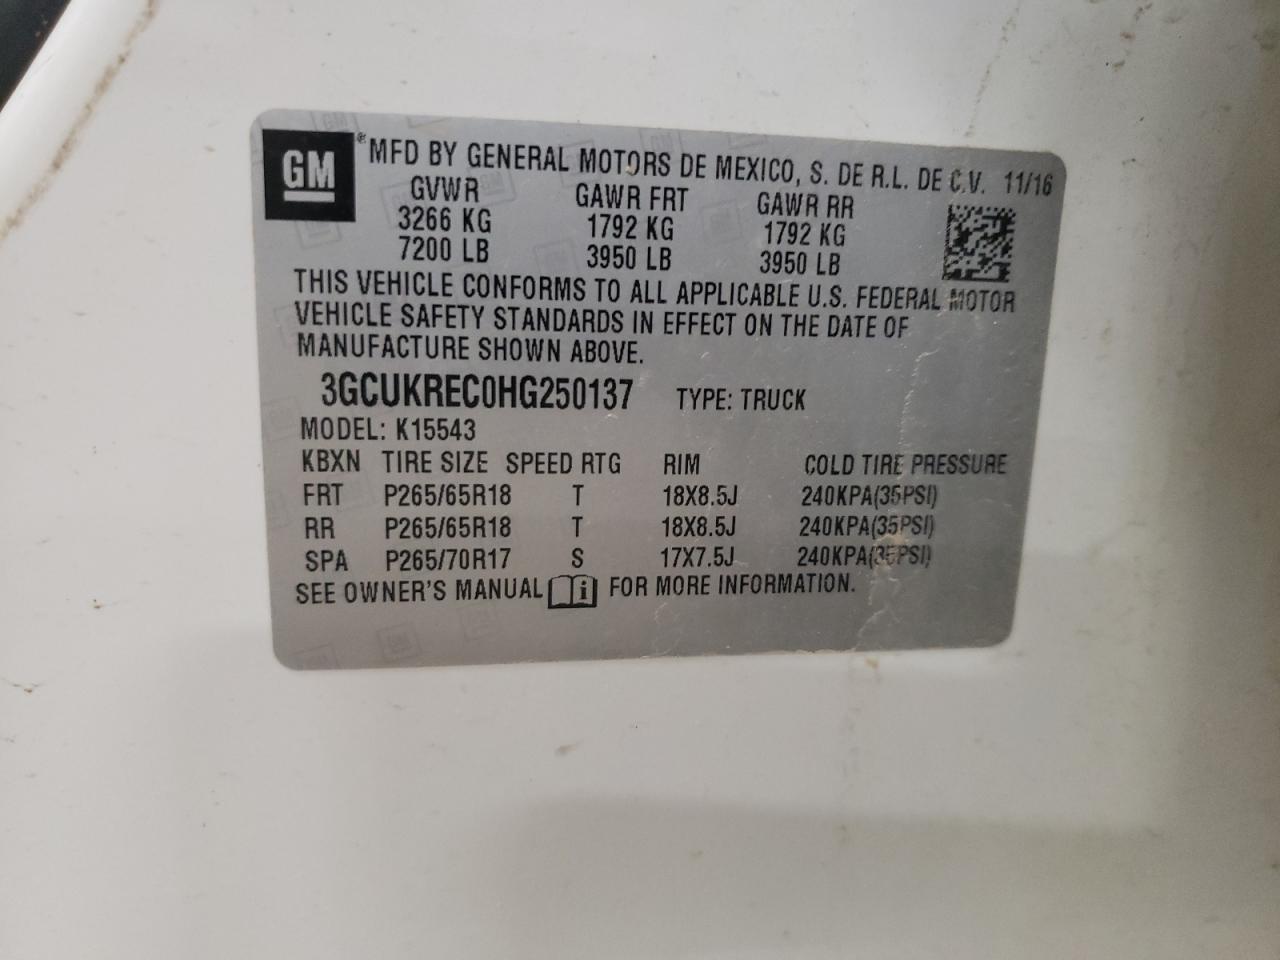 GM ® MFD BY GENERAL MOTORS DE MEXICO, S. DE R.L. DE C.V. 11/16
GVWR GAWR FRT GAWR RR
3266 KG 1792 KG 1792 KG
7200 LB 3950 LB 3950 LB
THIS VEHICLE CONFORMS TO ALL APPLICABLE U.S. FEDERAL MOTOR
VEHICLE SAFETY STANDARDS IN EFFECT ON THE DATE OF
MANUFACTURE SHOWN ABOVE.
3GCUKREC0HG250137 TYPE: TRUCK
MODEL: K15543
KBXN TIRE SIZE SPEED RTG RIM COLD TIRE PRESSURE
FRT P265/65R18 T 18X8.5J 240KPA(35PSI)
RR P265/65R18 T 18X8.5J 240KPA(35PSI)
SPA P265/70R17 S 17X7.5J 240KPA(35PSI)
SEE OWNER'S MANUAL i FOR MORE INFORMATION.